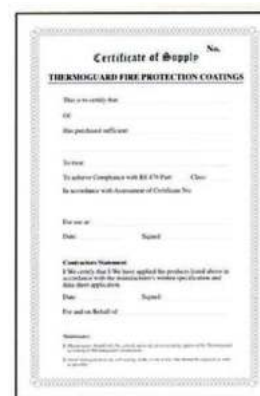 No.
Certificate of Supply
THERMOGUARD FIRE PROTECTION COATINGS
This is to certify that
Of
Has purchased sufficient
To treat
To achieve Compliance with BS 476 Part Class
In accordance with Assessment of Certificate No
For use at
Date Signed
Contractors Statement
I/We certify that I/We have applied the products listed above in
accordance with the manufacturer's written specification and
data sheet application.
Date Signed
For and on Behalf of
Maintenance